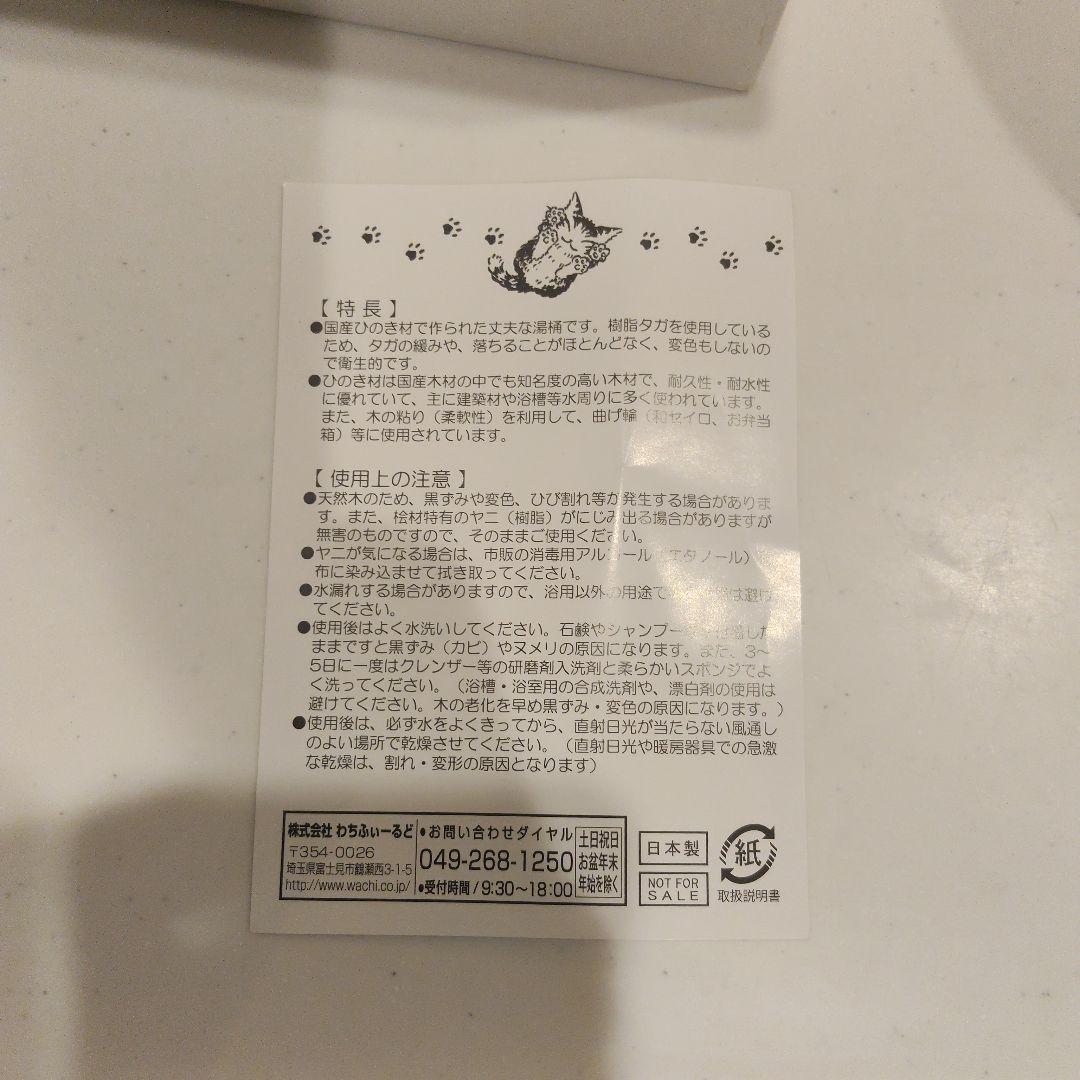 【 特 長 】
●国産ひのき材で作られた丈夫な湯桶です。樹脂タガを使用している
ため、タガの緩みや、落ちることがほとんどなく、変色もしないの
で衛生的です。
●ひのき材は国産木材の中でも知名度の高い木材で、耐久性・耐水性
に優れていて、主に建築材や浴槽等水周りに多く使われています。
また、木の粘り（柔軟性）を利用して、曲げ輪（和セイロ、お弁当
箱）等に使用されています。
【 使用上の注意 】
●天然木のため、黒ずみや変色、ひび割れ等が発生する場合がありま
す。また、桧材特有のヤニ（樹脂）がにじみ出る場合がありますが
無害のものですので、そのままご使用ください。
●ヤニが気になる場合は、市販の消毒用アルコール（エタノール）
布に染み込ませて拭き取ってください。
●水漏れする場合がありますので、浴用以外の用途で は避け
てください。
●使用後はよく水洗いしてください。石鹸やシャンプー した
ままですと黒ずみ（カビ）やヌメリの原因になります。また、3～
5日に一度はクレンザー等の研磨剤入洗剤と柔らかいスポンジでよ
く洗ってください。（浴槽・浴室用の合成洗剤や、漂白剤の使用は
避けてください。木の老化を早め黒ずみ・変色の原因になります。）
●使用後は、必ず水をよくきってから、直射日光が当たらない風通し
のよい場所で乾燥させてください。（直射日光や暖房器具での急激
な乾燥は、割れ・変形の原因となります）
株式会社 わちふぃーるど
〒354-0026
埼玉県富士見市鶴瀬西3-1-5
http://www.wachi.co.jp/
●お問い合わせダイヤル
049-268-1250
●受付時間/9:30～18:00
土日祝日
お盆年末
年始を除く
日本製
NOT FOR
SALE
紙
取扱説明書